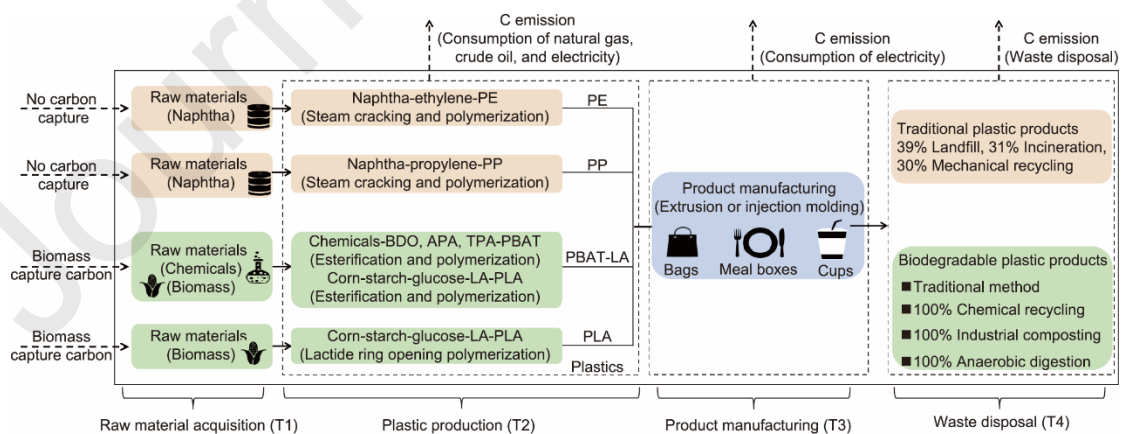 C emission
(Consumption of natural gas,
crude oil, and electricity)
C emission
(Consumption of electricity)
C emission
(Waste disposal)
No carbon
capture
Raw materials
(Naphtha)
Naphtha-ethylene-PE
(Steam cracking and polymerization)
PE
No carbon
capture
Raw materials
(Naphtha)
Naphtha-propylene-PP
(Steam cracking and polymerization)
PP
Biomass
capture carbon
Raw materials
(Chemicals)
(Biomass)
Chemicals-BDO, APA, TPA-PBAT
(Esterification and polymerization)
Corn-starch-glucose-LA-PLA
(Esterification and polymerization)
PBAT-LA
Biomass
capture carbon
Raw materials
(Biomass)
Corn-starch-glucose-LA-PLA
(Lactide ring opening polymerization)
PLA
Plastics
Product manufacturing
(Extrusion or injection molding)
Bags
Meal boxes
Cups
Traditional plastic products
39% Landfill, 31% Incineration,
30% Mechanical recycling
Biodegradable plastic products
■ Traditional method
■ 100% Chemical recycling
■ 100% Industrial composting
■ 100% Anaerobic digestion
Raw material acquisition (T1)
Plastic production (T2)
Product manufacturing (T3)
Waste disposal (T4)
Journ